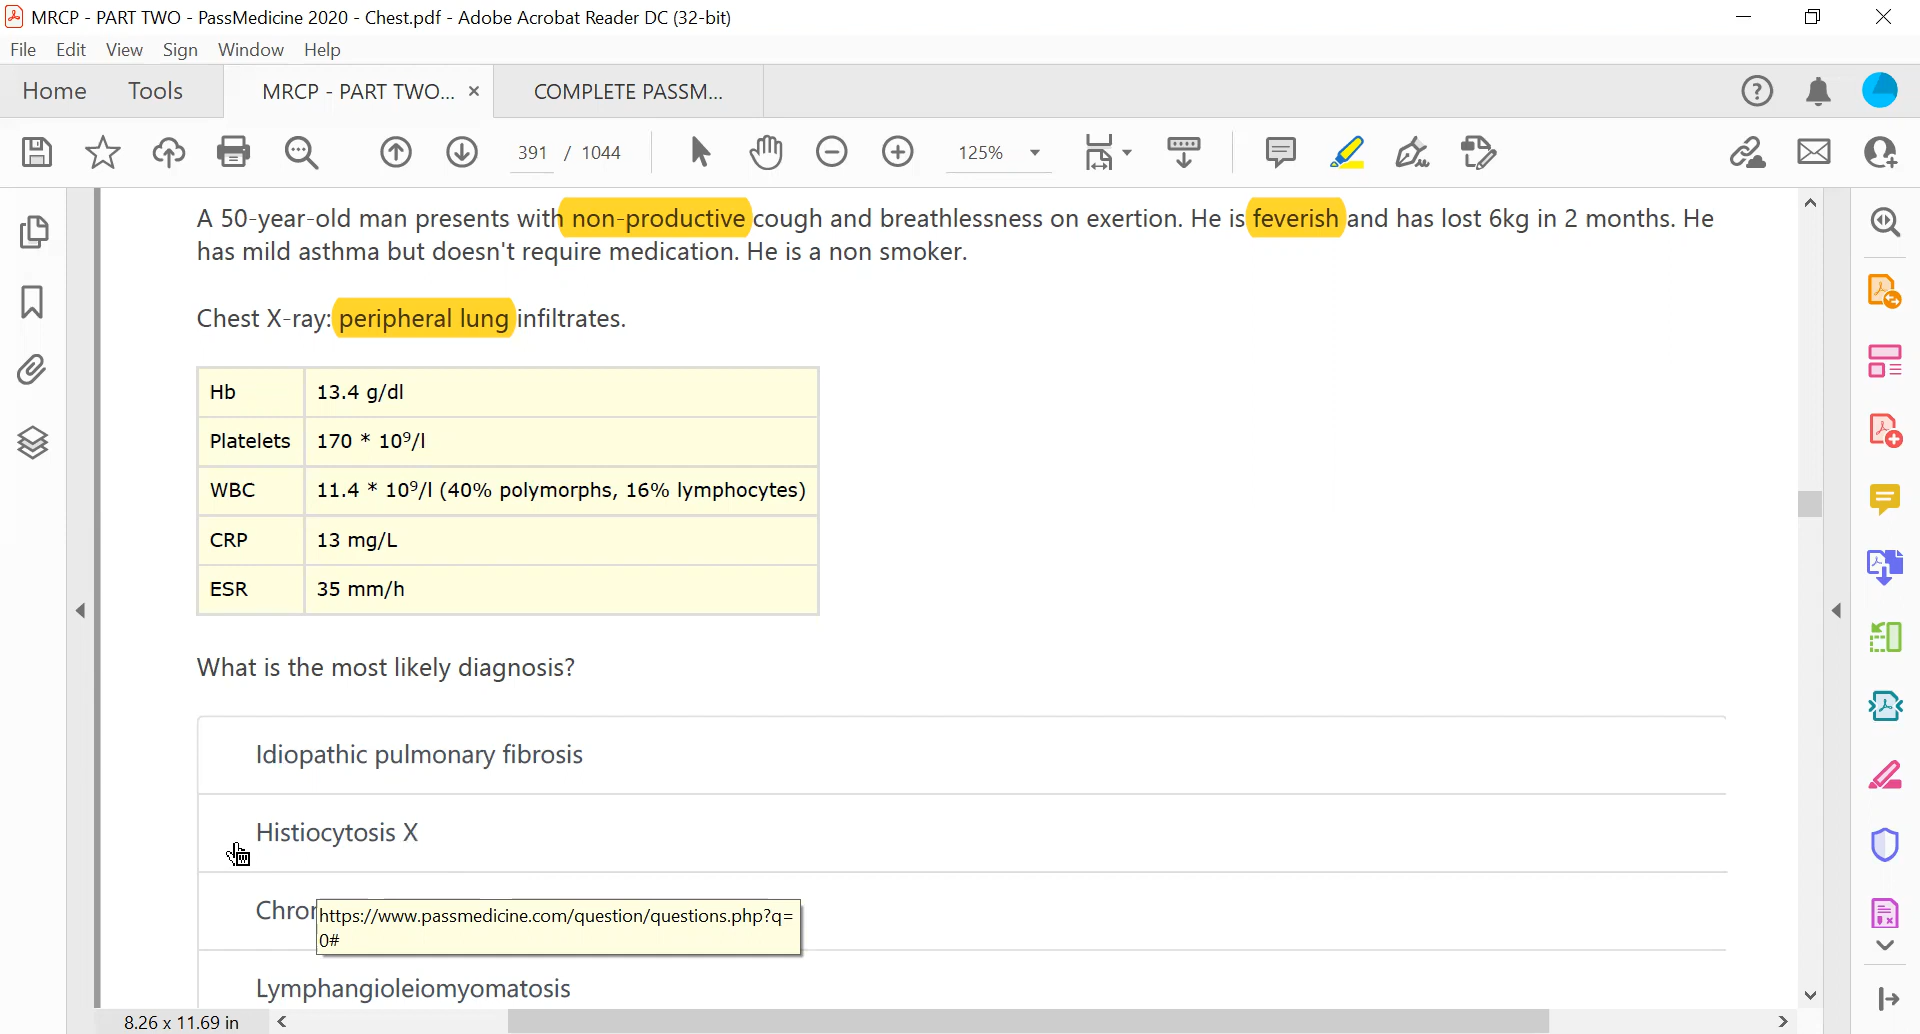 MRCP - PART TWO - PassMedicine 2020 - Chest.pdf - Adobe Acrobat Reader DC (32-bit)
File Edit View Sign Window Help
Home Tools MRCP - PART TWO... × COMPLETE PASSM...
391 / 1044 125%
A 50-year-old man presents with non-productive cough and breathlessness on exertion. He is feverish and has lost 6kg in 2 months. He
has mild asthma but doesn't require medication. He is a non smoker.
Chest X-ray: peripheral lung infiltrates.
Hb 13.4 g/dl
Platelets 170 * 10⁹/l
WBC 11.4 * 10⁹/l (40% polymorphs, 16% lymphocytes)
CRP 13 mg/L
ESR 35 mm/h
What is the most likely diagnosis?
Idiopathic pulmonary fibrosis
Histiocytosis X
https://www.passmedicine.com/question/questions.php?q=
0#
Lymphangioleiomyomatosis
8.26 x 11.69 in